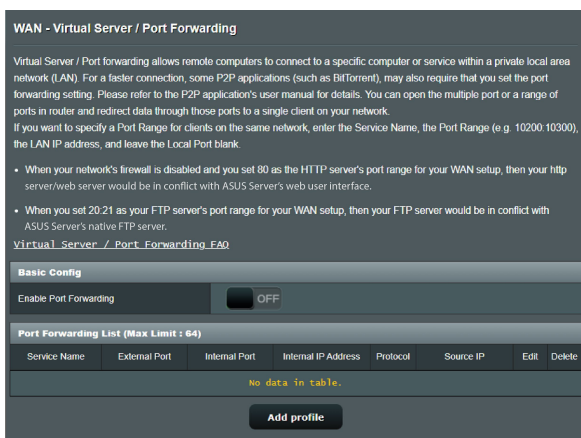 WAN - Virtual Server / Port Forwarding
Virtual Server / Port forwarding allows remote computers to connect to a specific computer or service within a private local area
network (LAN). For a faster connection, some P2P applications (such as BitTorrent), may also require that you set the port
forwarding setting. Please refer to the P2P application's user manual for details. You can open the multiple port or a range of
ports in router and redirect data through those ports to a single client on your network.
If you want to specify a Port Range for clients on the same network, enter the Service Name, the Port Range (e.g. 10200:10300),
the LAN IP address, and leave the Local Port blank.
• When your network's firewall is disabled and you set 80 as the HTTP server's port range for your WAN setup, then your http
server/web server would be in conflict with ASUS Server's web user interface.
• When you set 20:21 as your FTP server's port range for your WAN setup, then your FTP server would be in conflict with
ASUS Server's native FTP server.
Virtual Server / Port Forwarding FAQ
Basic Config
Enable Port Forwarding OFF
Port Forwarding List (Max Limit : 64)
Service Name External Port Internal Port Internal IP Address Protocol Source IP Edit Delete
No data in table.
Add profile